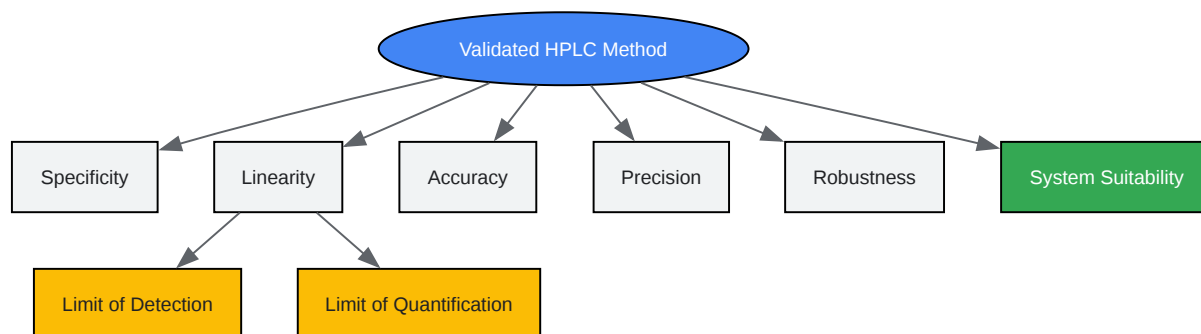 Validated HPLC Method
Specificity
Linearity
Accuracy
Precision
Robustness
System Suitability
Limit of Detection
Limit of Quantification